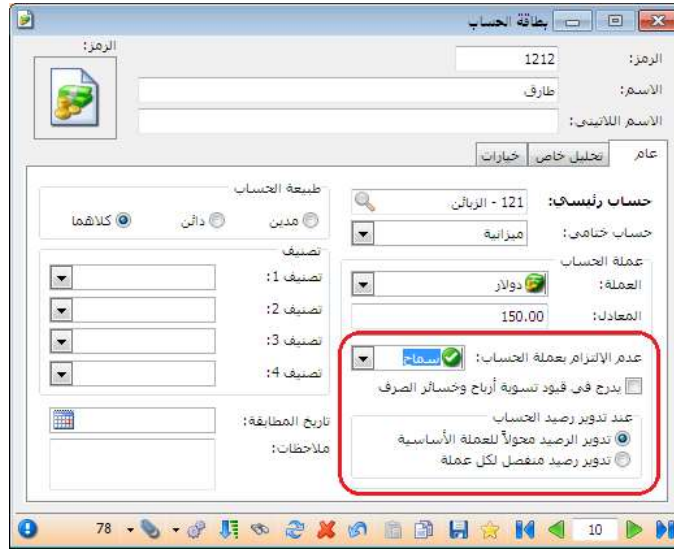 بطاقة الحساب
الرمز: 1212
الرمز:
الاسم: طارق
الاسم اللاتيني:
عام
تحليل خاص
خيارات
حساب رئيسي: 121 - الزبائن
حساب ختامي: ميزانية
عملة الحساب
العملة: دولار
المعادل: 150.00
عدم الإلتزام بعملة الحساب: سماح
يدرج في قيود تسوية أرباح وخسائر الصرف
عند تدوير رصيد الحساب
تدوير الرصيد محولاً للعملة الأساسية
تدوير رصيد منفصل لكل عملة
طبيعة الحساب
مدين
دائن
كلاهما
تصنيف
تصنيف 1:
تصنيف 2:
تصنيف 3:
تصنيف 4:
تاريخ المطابقة:
ملاحظات:
10
78